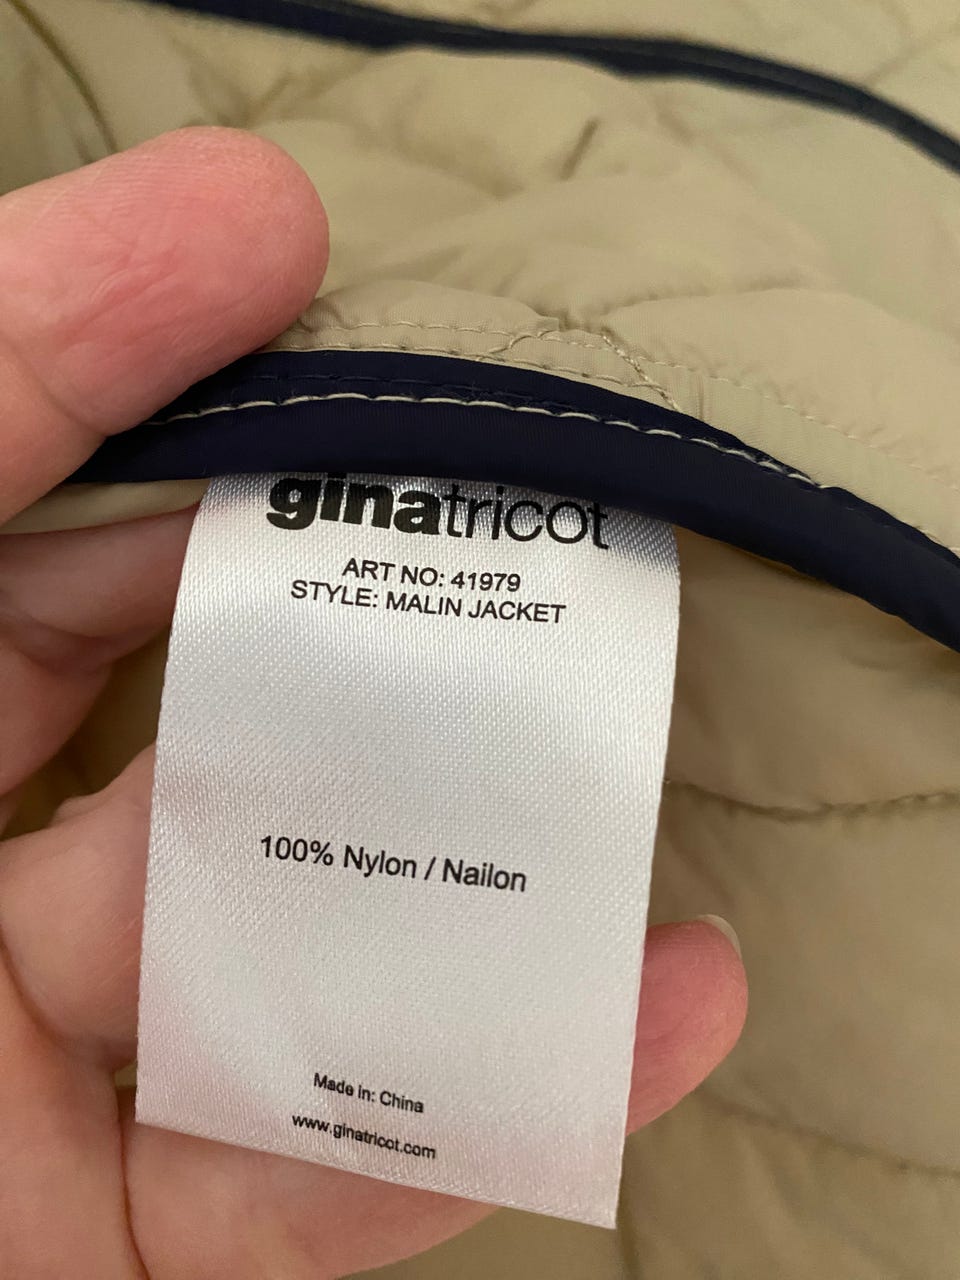 ginatricot
ART NO: 41979
STYLE: MALIN JACKET
100% Nylon / Nailon
Made in: China
www.ginatricot.com